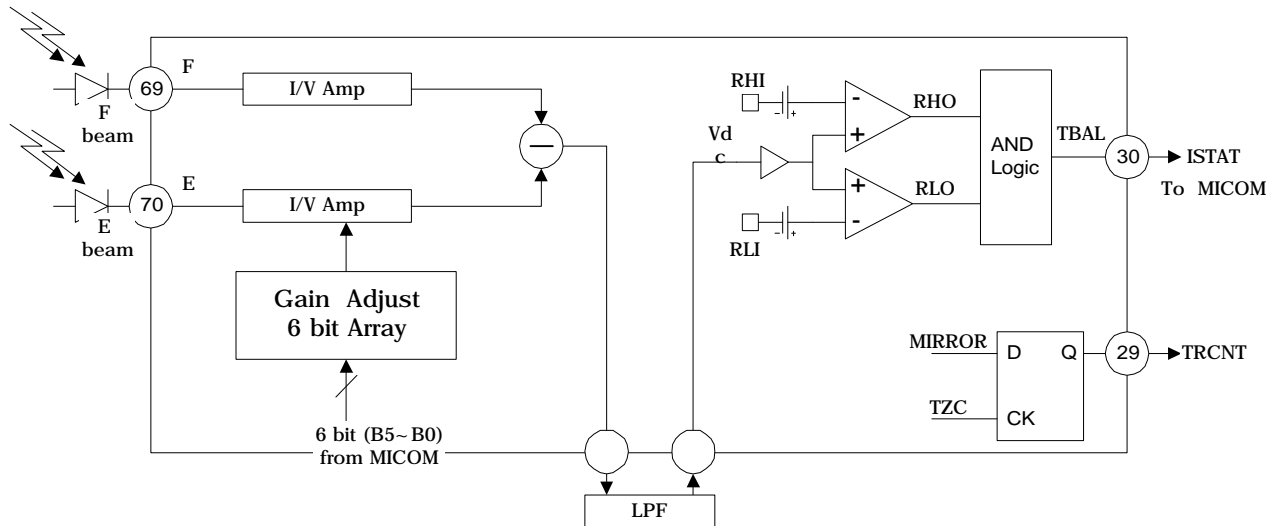 F
69
I/V Amp
F
beam
E
70
I/V Amp
E
beam
Gain Adjust
6 bit Array
6 bit (B5~B0)
from MICOM
LPF
RHI
-
+
-
+
RHO
Vd
c
+
-
RLO
RLI
-
+
AND
Logic
TBAL
30
ISTAT
To MICOM
MIRROR
D
Q
29
TRCNT
TZC
CK